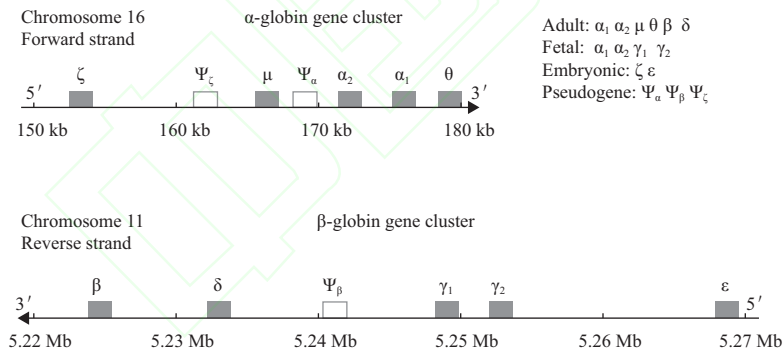 Chromosome 16
Forward strand
α-globin gene cluster
Adult: α₁ α₂ μ θ β δ
Fetal: α₁ α₂ γ₁ γ₂
Embryonic: ζ ε
Pseudogene: Ψα Ψβ Ψζ
ζ Ψζ μ Ψα α₂ α₁ θ
5′ 3′
150 kb 160 kb 170 kb 180 kb
Chromosome 11
Reverse strand
β-globin gene cluster
β δ Ψβ γ₁ γ₂ ε
3′ 5′
5.22 Mb 5.23 Mb 5.24 Mb 5.25 Mb 5.26 Mb 5.27 Mb